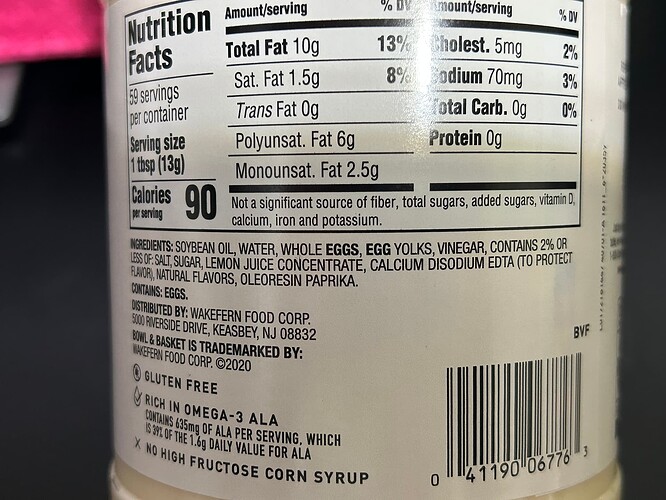 Nutrition
Facts
59 servings
per container
Serving size
1 tbsp (13g)
Calories
per serving
90
Amount/serving % DV
Total Fat 10g 13%
Sat. Fat 1.5g 8%
Trans Fat 0g
Polyunsat. Fat 6g
Monounsat. Fat 2.5g
Amount/serving % DV
Cholest. 5mg 2%
Sodium 70mg 3%
Total Carb. 0g 0%
Protein 0g
Not a significant source of fiber, total sugars, added sugars, vitamin D,
calcium, iron and potassium.
INGREDIENTS: SOYBEAN OIL, WATER, WHOLE EGGS, EGG YOLKS, VINEGAR, CONTAINS 2% OR
LESS OF: SALT, SUGAR, LEMON JUICE CONCENTRATE, CALCIUM DISODIUM EDTA (TO PROTECT
FLAVOR), NATURAL FLAVORS, OLEORESIN PAPRIKA.
CONTAINS: EGGS.
DISTRIBUTED BY: WAKEFERN FOOD CORP.
5000 RIVERSIDE DRIVE, KEASBEY, NJ 08832
BOWL & BASKET IS TRADEMARKED BY:
WAKEFERN FOOD CORP. ©2020
BVF
GLUTEN FREE
RICH IN OMEGA-3 ALA
CONTAINS 635mg OF ALA PER SERVING, WHICH
IS 39% OF THE 1.6g DAILY VALUE FOR ALA
NO HIGH FRUCTOSE CORN SYRUP
0 41190 06776 3